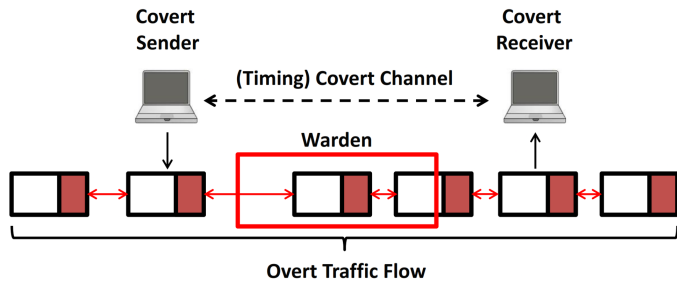 Covert
Sender
Covert
Receiver
(Timing) Covert Channel
Warden
Overt Traffic Flow